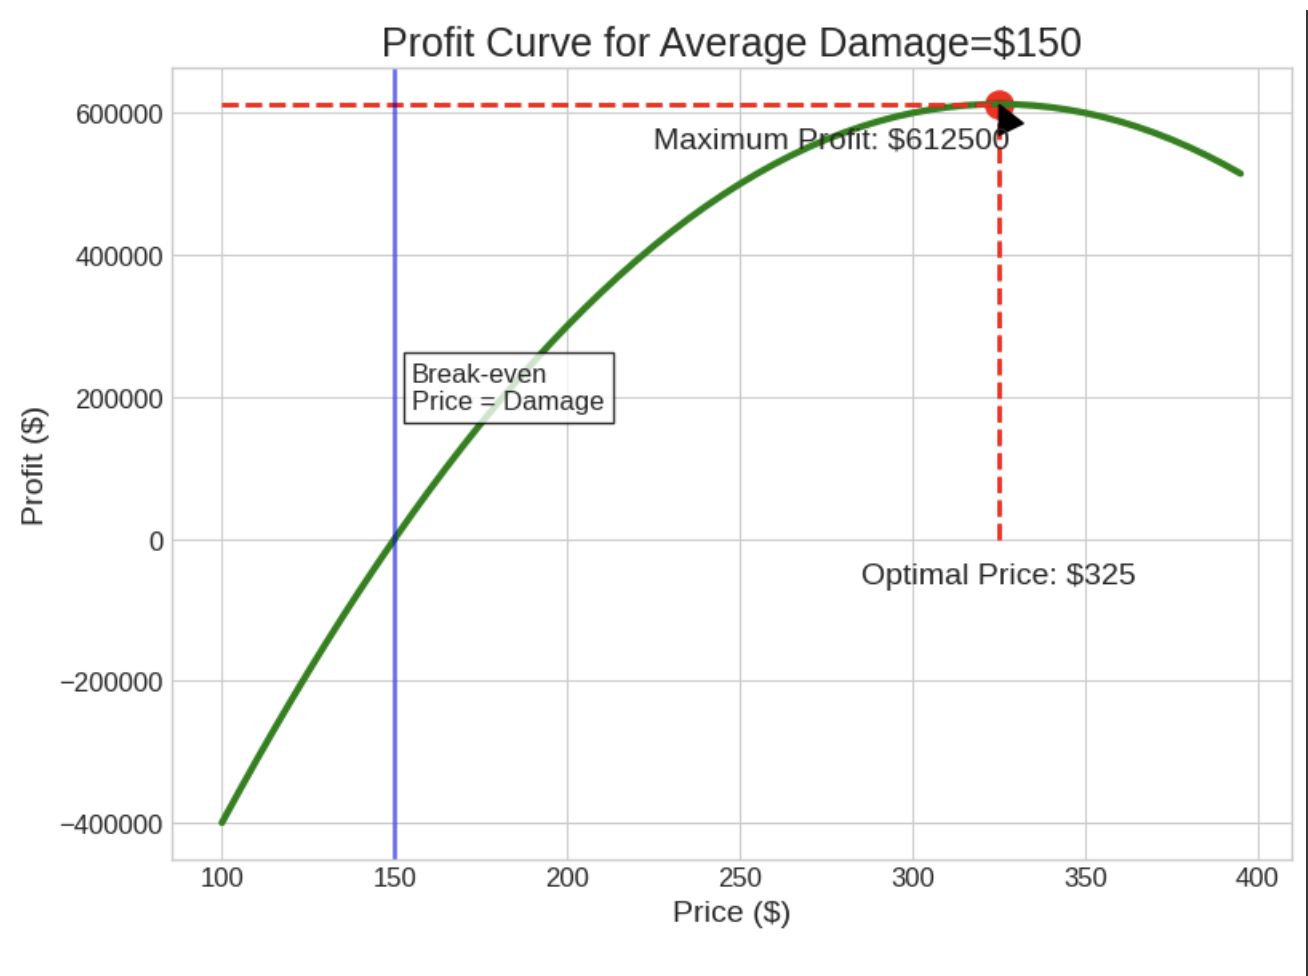 Profit Curve for Average Damage=$150
600000
Maximum Profit: $612500
400000
Break-even
Price = Damage
200000
Profit ($)
0
Optimal Price: $325
−200000
−400000
100 150 200 250 300 350 400
Price ($)